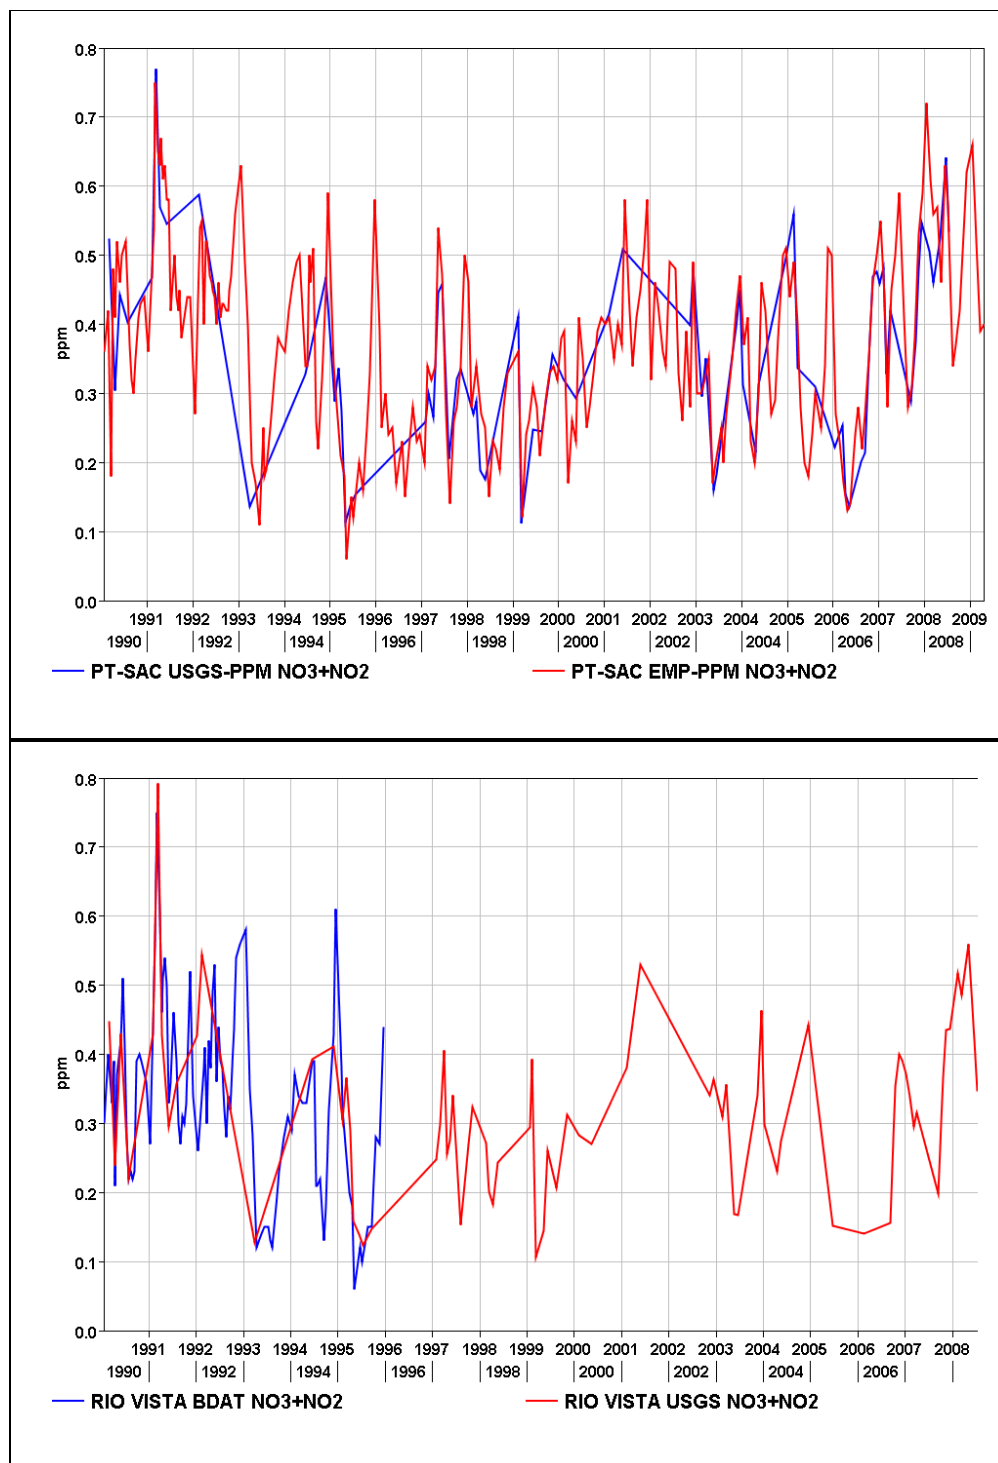 0.8
0.7
0.6
0.5
0.4
0.3
0.2
0.1
0.0
ppm
1991 1992 1993 1994 1995 1996 1997 1998 1999 2000 2001 2002 2003 2004 2005 2006 2007 2008 2009
1990 1992 1994 1996 1998 2000 2002 2004 2006 2008
PT-SAC USGS-PPM NO3+NO2 PT-SAC EMP-PPM NO3+NO2
0.8
0.7
0.6
0.5
0.4
0.3
0.2
0.1
0.0
ppm
1991 1992 1993 1994 1995 1996 1997 1998 1999 2000 2001 2002 2003 2004 2005 2006 2007 2008
1990 1992 1994 1996 1998 2000 2002 2004 2006
RIO VISTA BDAT NO3+NO2 RIO VISTA USGS NO3+NO2